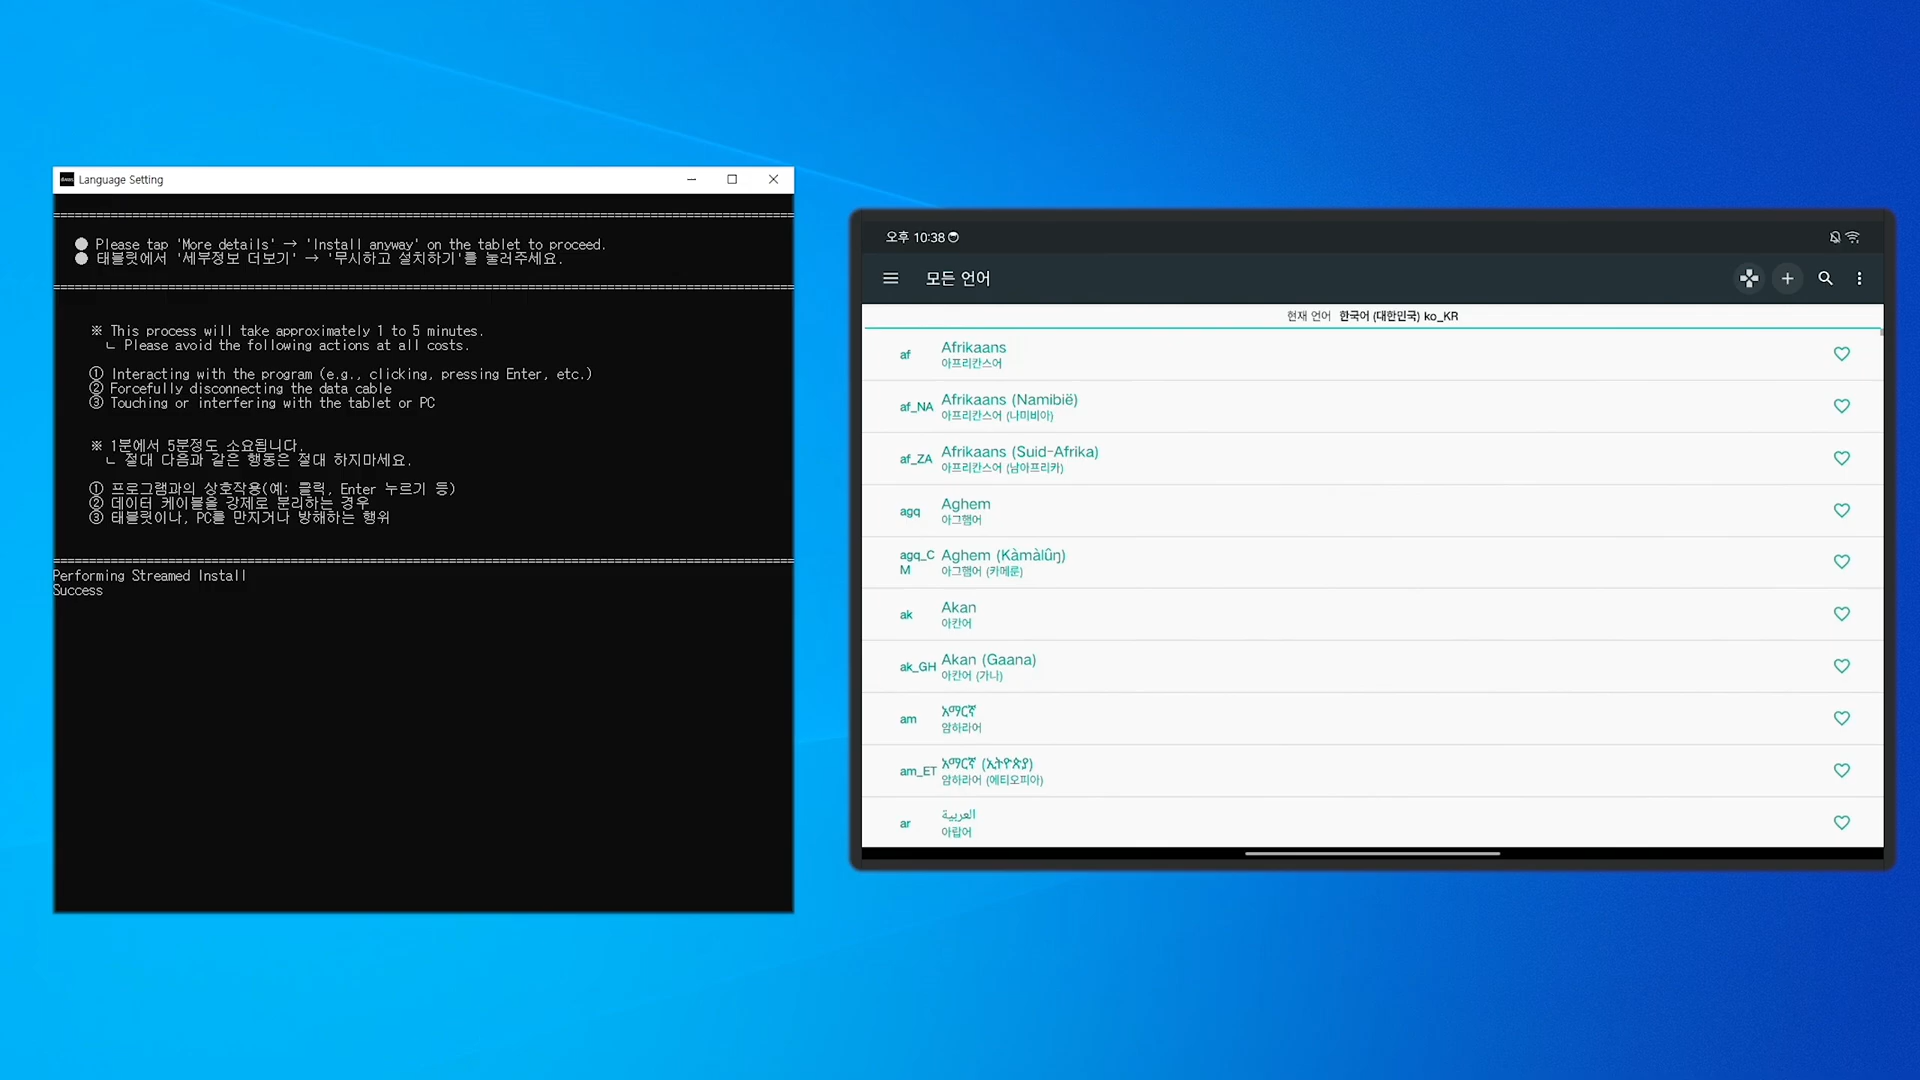 Language Setting
● Please tap 'More details' → 'Install anyway' on the tablet to proceed.
● 태블릿에서 '세부정보 더보기' → '무시하고 설치하기'를 눌러주세요.
※ This process will take approximately 1 to 5 minutes.
ㄴ Please avoid the following actions at all costs.
① Interacting with the program (e.g., clicking, pressing Enter, etc.)
② Forcefully disconnecting the data cable
③ Touching or interfering with the tablet or PC
※ 1분에서 5분정도 소요됩니다.
ㄴ 절대 다음과 같은 행동은 절대 하지마세요.
① 프로그램과의 상호작용(예: 클릭, Enter 누르기 등)
② 데이터 케이블을 강제로 분리하는 경우
③ 태블릿이나, PC를 만지거나 방해하는 행위
Performing Streamed Install
Success
오후 10:38
모든 언어
현재 언어 한국어 (대한민국) ko_KR
af Afrikaans
아프리칸스어
af_NA Afrikaans (Namibië)
아프리칸스어 (나미비아)
af_ZA Afrikaans (Suid-Afrika)
아프리칸스어 (남아프리카)
agq Aghem
아그햄어
agq_CM Aghem (Kàmàlûŋ)
아그햄어 (카메룬)
ak Akan
아칸어
ak_GH Akan (Gaana)
아칸어 (가나)
am አማርኛ
암하라어
am_ET አማርኛ (ኢትዮጵያ)
암하라어 (에티오피아)
ar العربية
아랍어